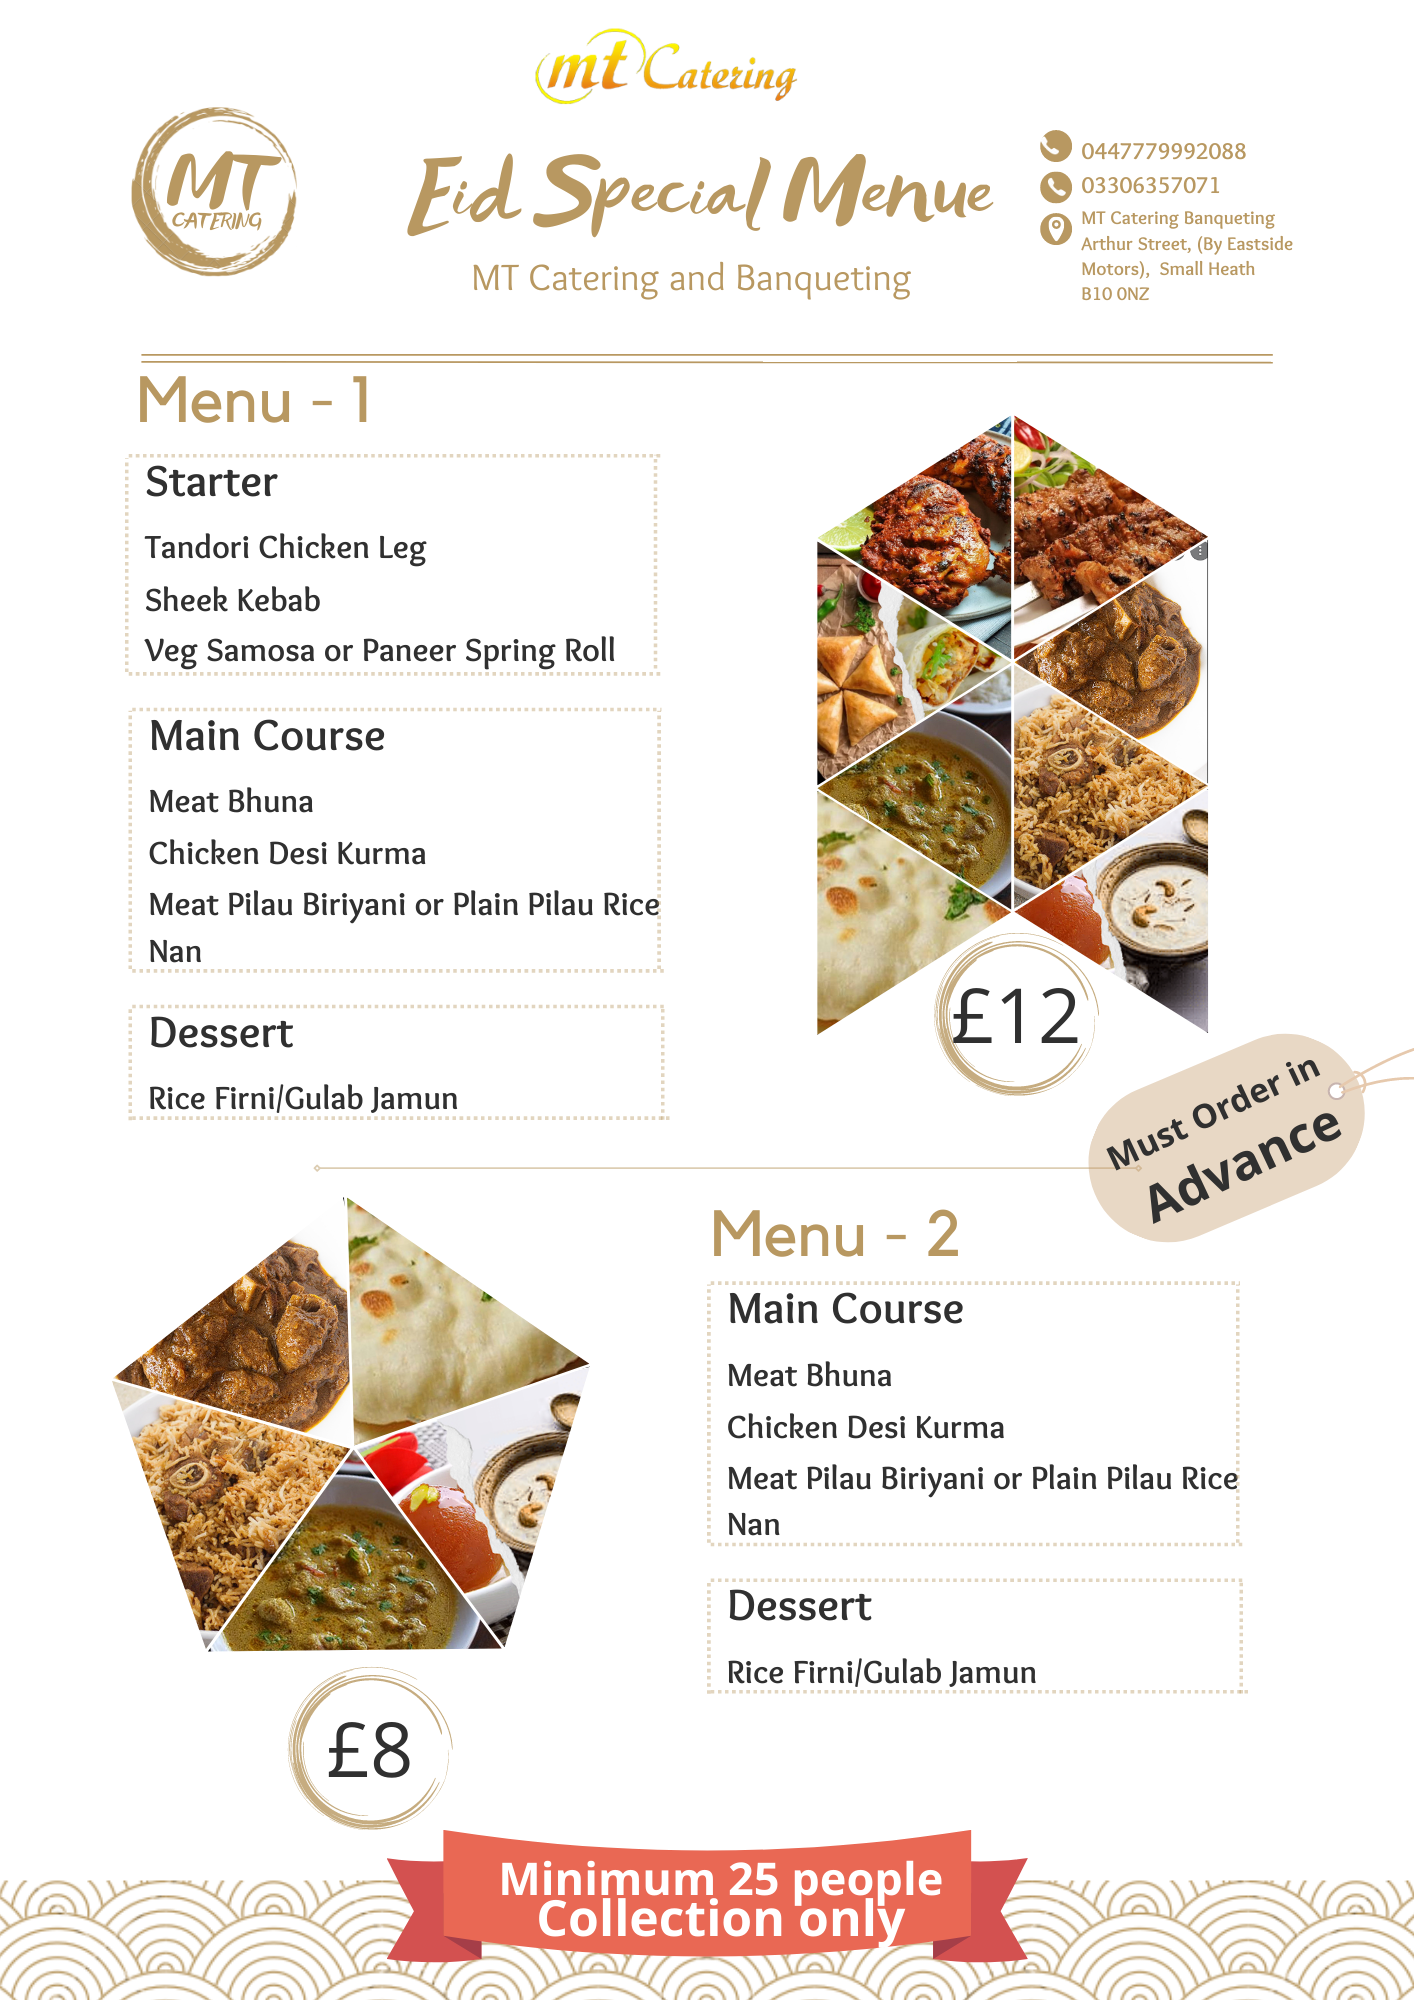 mt Catering
MT
CATERING
Eid Special Menue
MT Catering and Banqueting
0447779992088
03306357071
MT Catering Banqueting
Arthur Street, (By Eastside
Motors), Small Heath
B10 0NZ
Menu - 1
Starter
Tandori Chicken Leg
Sheek Kebab
Veg Samosa or Paneer Spring Roll
Main Course
Meat Bhuna
Chicken Desi Kurma
Meat Pilau Biriyani or Plain Pilau Rice
Nan
Dessert
Rice Firni/Gulab Jamun
£12
Must Order in
Advance
Menu - 2
Main Course
Meat Bhuna
Chicken Desi Kurma
Meat Pilau Biriyani or Plain Pilau Rice
Nan
Dessert
Rice Firni/Gulab Jamun
£8
Minimum 25 people
Collection only